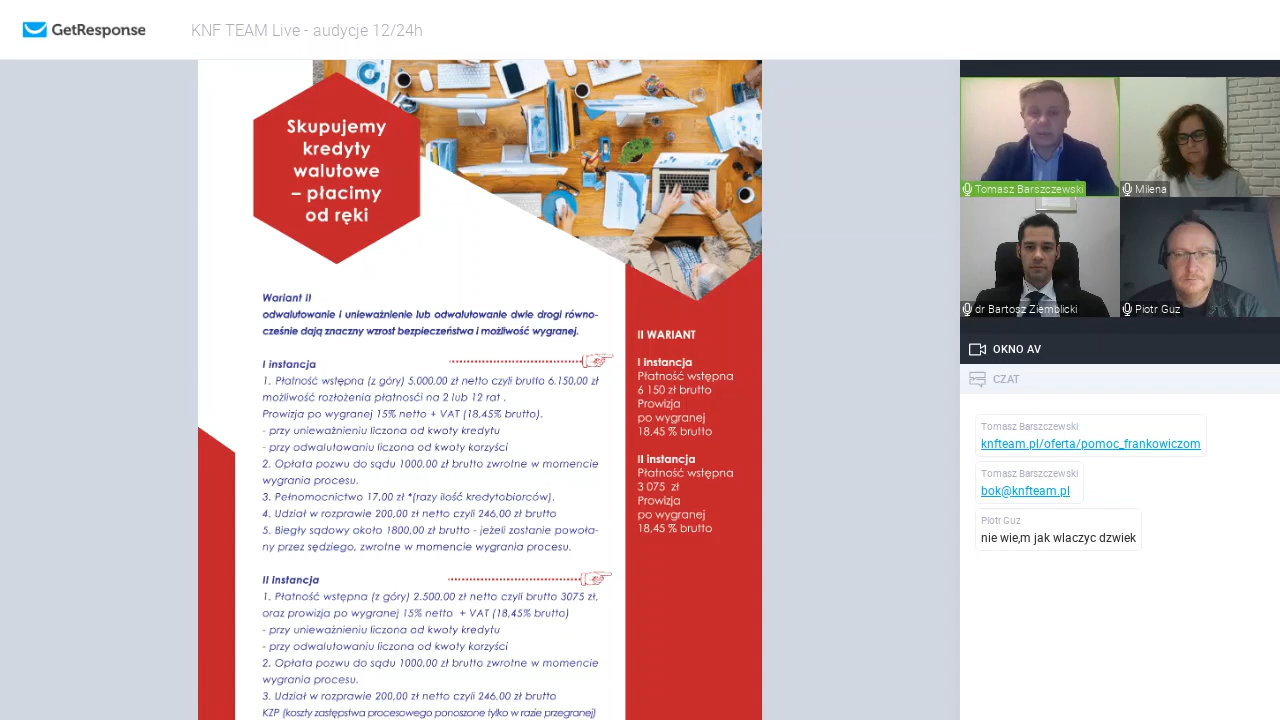 GetResponse
KNF TEAM Live - audycje 12/24h
Skupujemy
kredyty
walutowe
– płacimy
od ręki
Wariant II
odwalutowanie i unieważnienie lub odwalutowanie dwie drogi równo-
cześnie dają znaczny wzrost bezpieczeństwa i możliwość wygranej.
I instancja
1. Płatność wstępna (z góry) 5.000,00 zł netto czyli brutto 6.150,00 zł
możliwość rozłożenia płatnosći na 2 lub 12 rat .
Prowizja po wygranej 15% netto + VAT (18,45% brutto).
- przy unieważnieniu liczona od kwoty kredytu
- przy odwalutowaniu liczona od kwoty korzyści
2. Opłata pozwu do sądu 1000,00 zł brutto zwrotne w momencie
wygrania procesu.
3. Pełnomocnictwo 17,00 zł *(razy ilość kredytobiorców).
4. Udział w rozprawie 200,00 zł netto czyli 246,00 zł brutto
5. Biegły sądowy około 1800,00 zł brutto - jeżeli zostanie powoła-
ny przez sędziego, zwrotne w momencie wygrania procesu.
II instancja
1. Płatność wstępna (z góry) 2.500,00 zł netto czyli brutto 3075 zł,
oraz prowizja po wygranej 15% netto + VAT (18,45% brutto)
- przy unieważnieniu liczona od kwoty kredytu
- przy odwalutowaniu liczona od kwoty korzyści
2. Opłata pozwu do sądu 1000,00 zł brutto zwrotne w momencie
wygrania procesu.
3. Udział w rozprawie 200,00 zł netto czyli 246,00 zł brutto
KZP (koszty zastępstwa procesowego ponoszone tylko w razie przegranej)
II WARIANT
I instancja
Płatność wstępna
6 150 zł brutto
Prowizja
po wygranej
18,45 % brutto
II instancja
Płatność wstępna
3 075 zł
Prowizja
po wygranej
18,45 % brutto
Tomasz Barszczewski
Milena
dr Bartosz Ziemblicki
Piotr Guz
OKNO AV
CZAT
Tomasz Barszczewski
knfteam.pl/oferta/pomoc_frankowiczom
Tomasz Barszczewski
bok@knfteam.pl
Piotr Guz
nie wie,m jak wlaczyc dzwiek